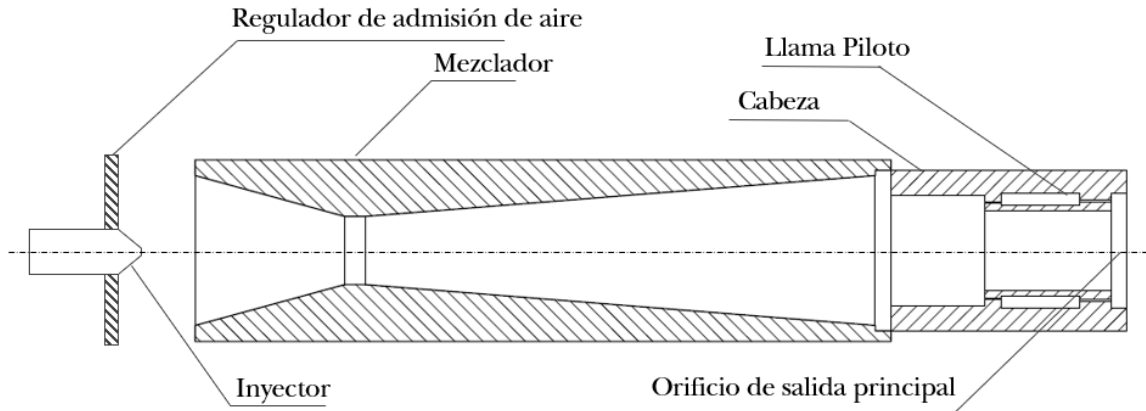 Regulador de admisión de aire
Mezclador
Llama Piloto
Cabeza
Inyector
Orificio de salida principal